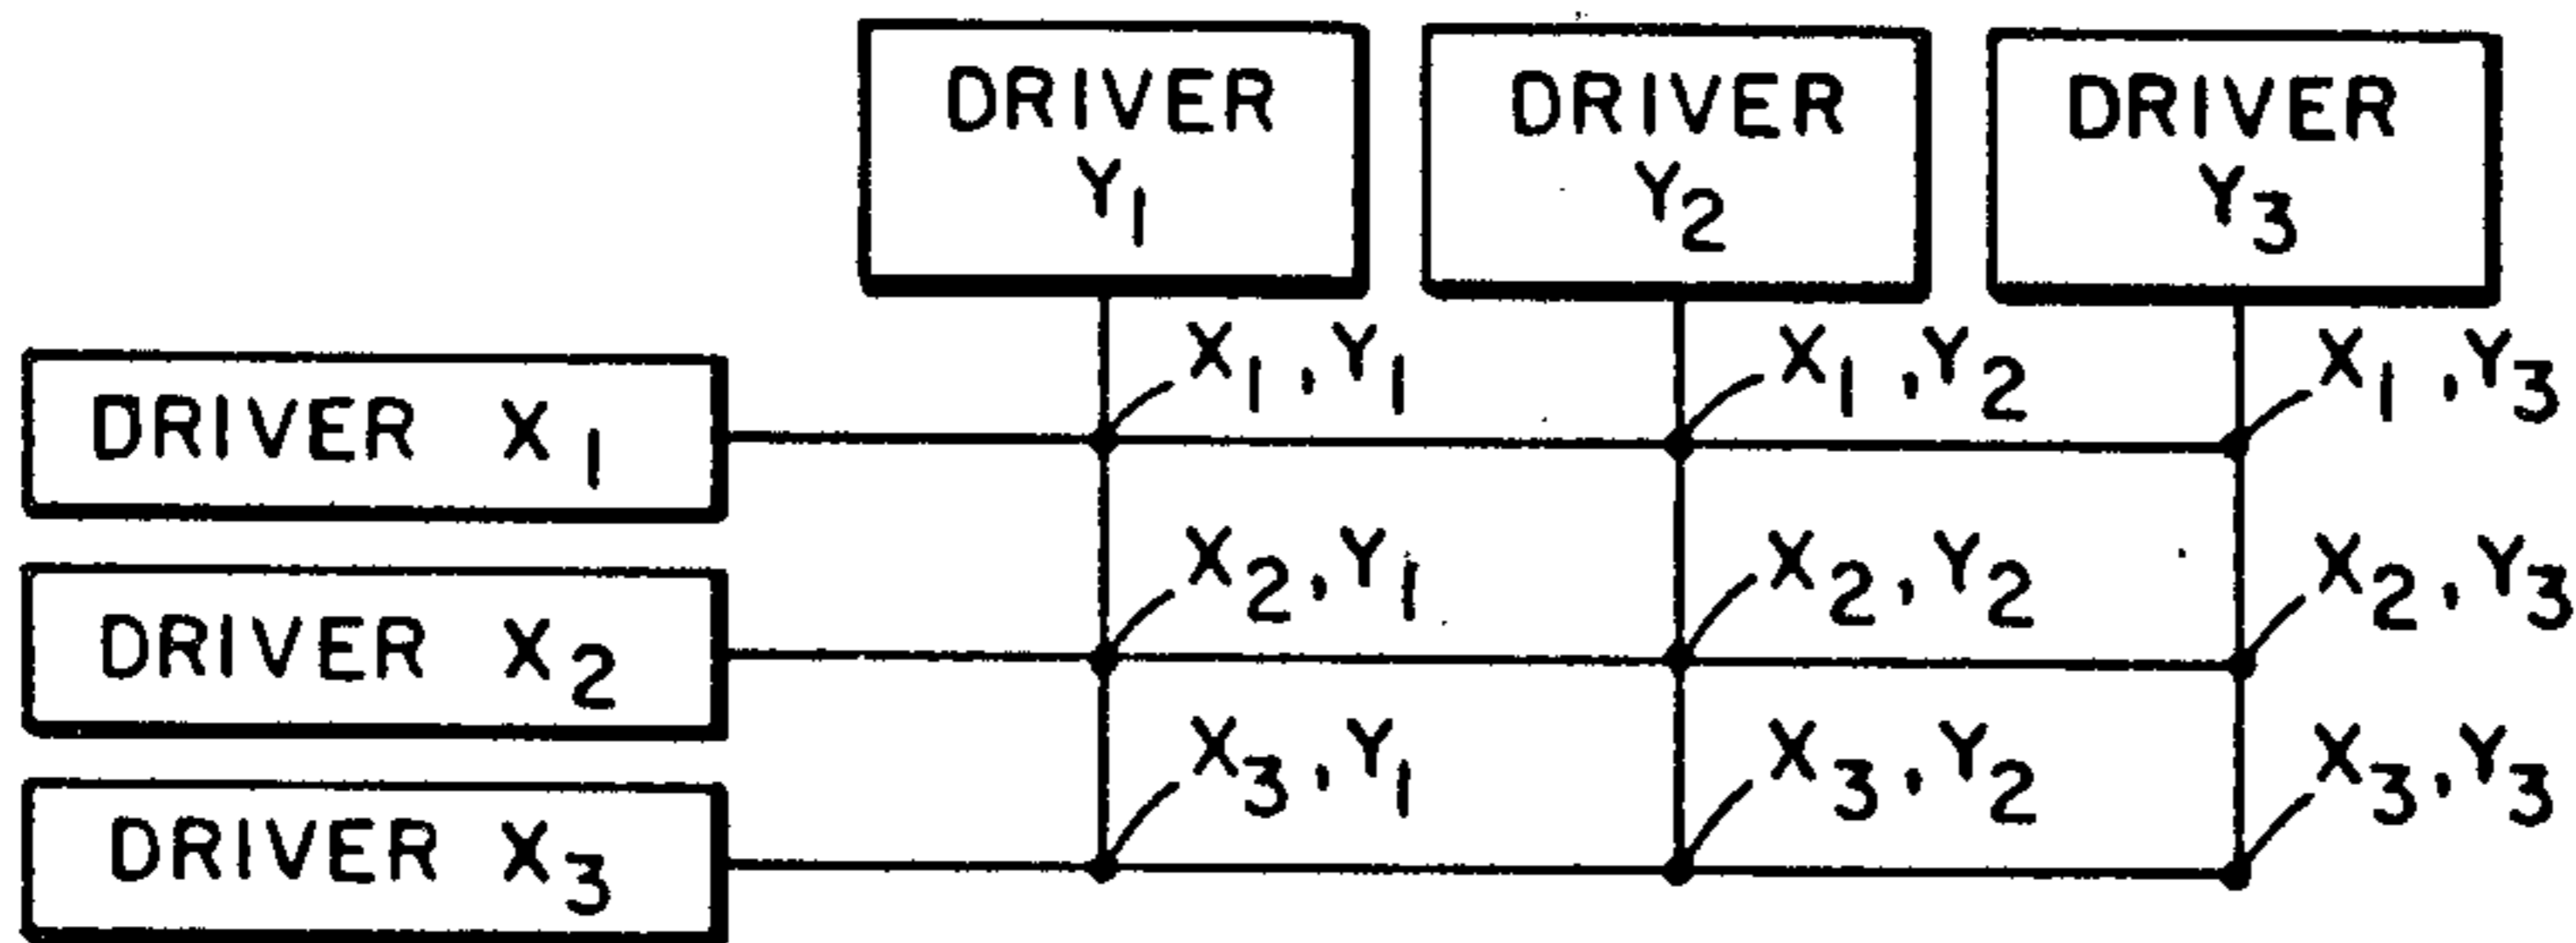 DRIVER
Y₁
DRIVER
Y₂
DRIVER
Y₃
X₁,Y₁
X₁,Y₂
X₁,Y₃
DRIVER X₁
X₂,Y₁
X₂,Y₂
X₂,Y₃
DRIVER X₂
X₃,Y₁
X₃,Y₂
X₃,Y₃
DRIVER X₃